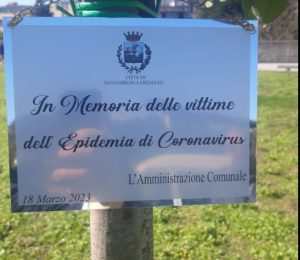 CITTÀ DI
SAN GIORGIO A CREMANO
In Memoria delle vittime
dell' Epidemia di Coronavirus
L'Amministrazione Comunale
18 Marzo 2023